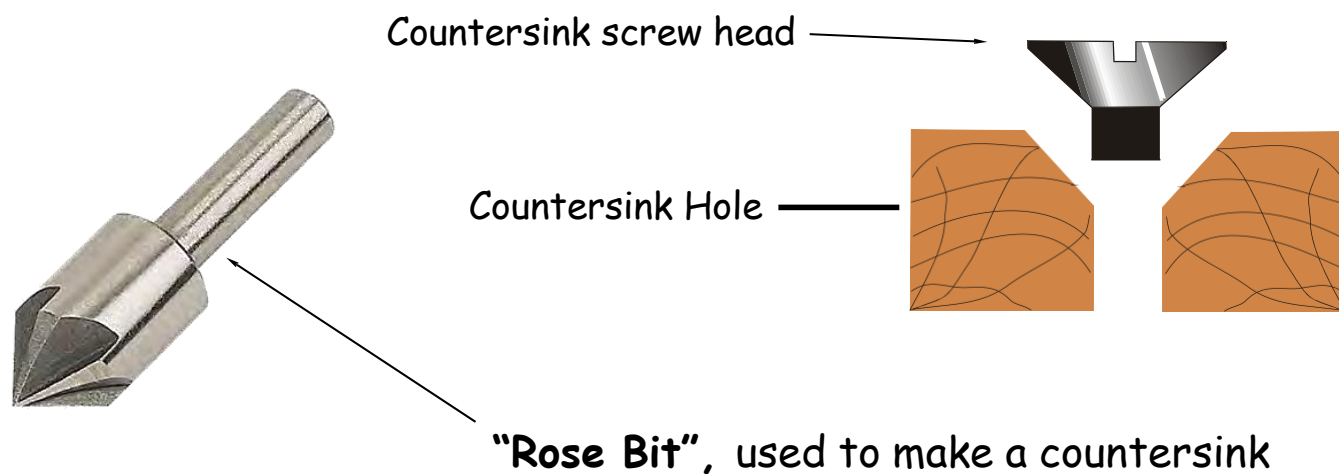 Countersink screw head
Countersink Hole
“Rose Bit”, used to make a countersink